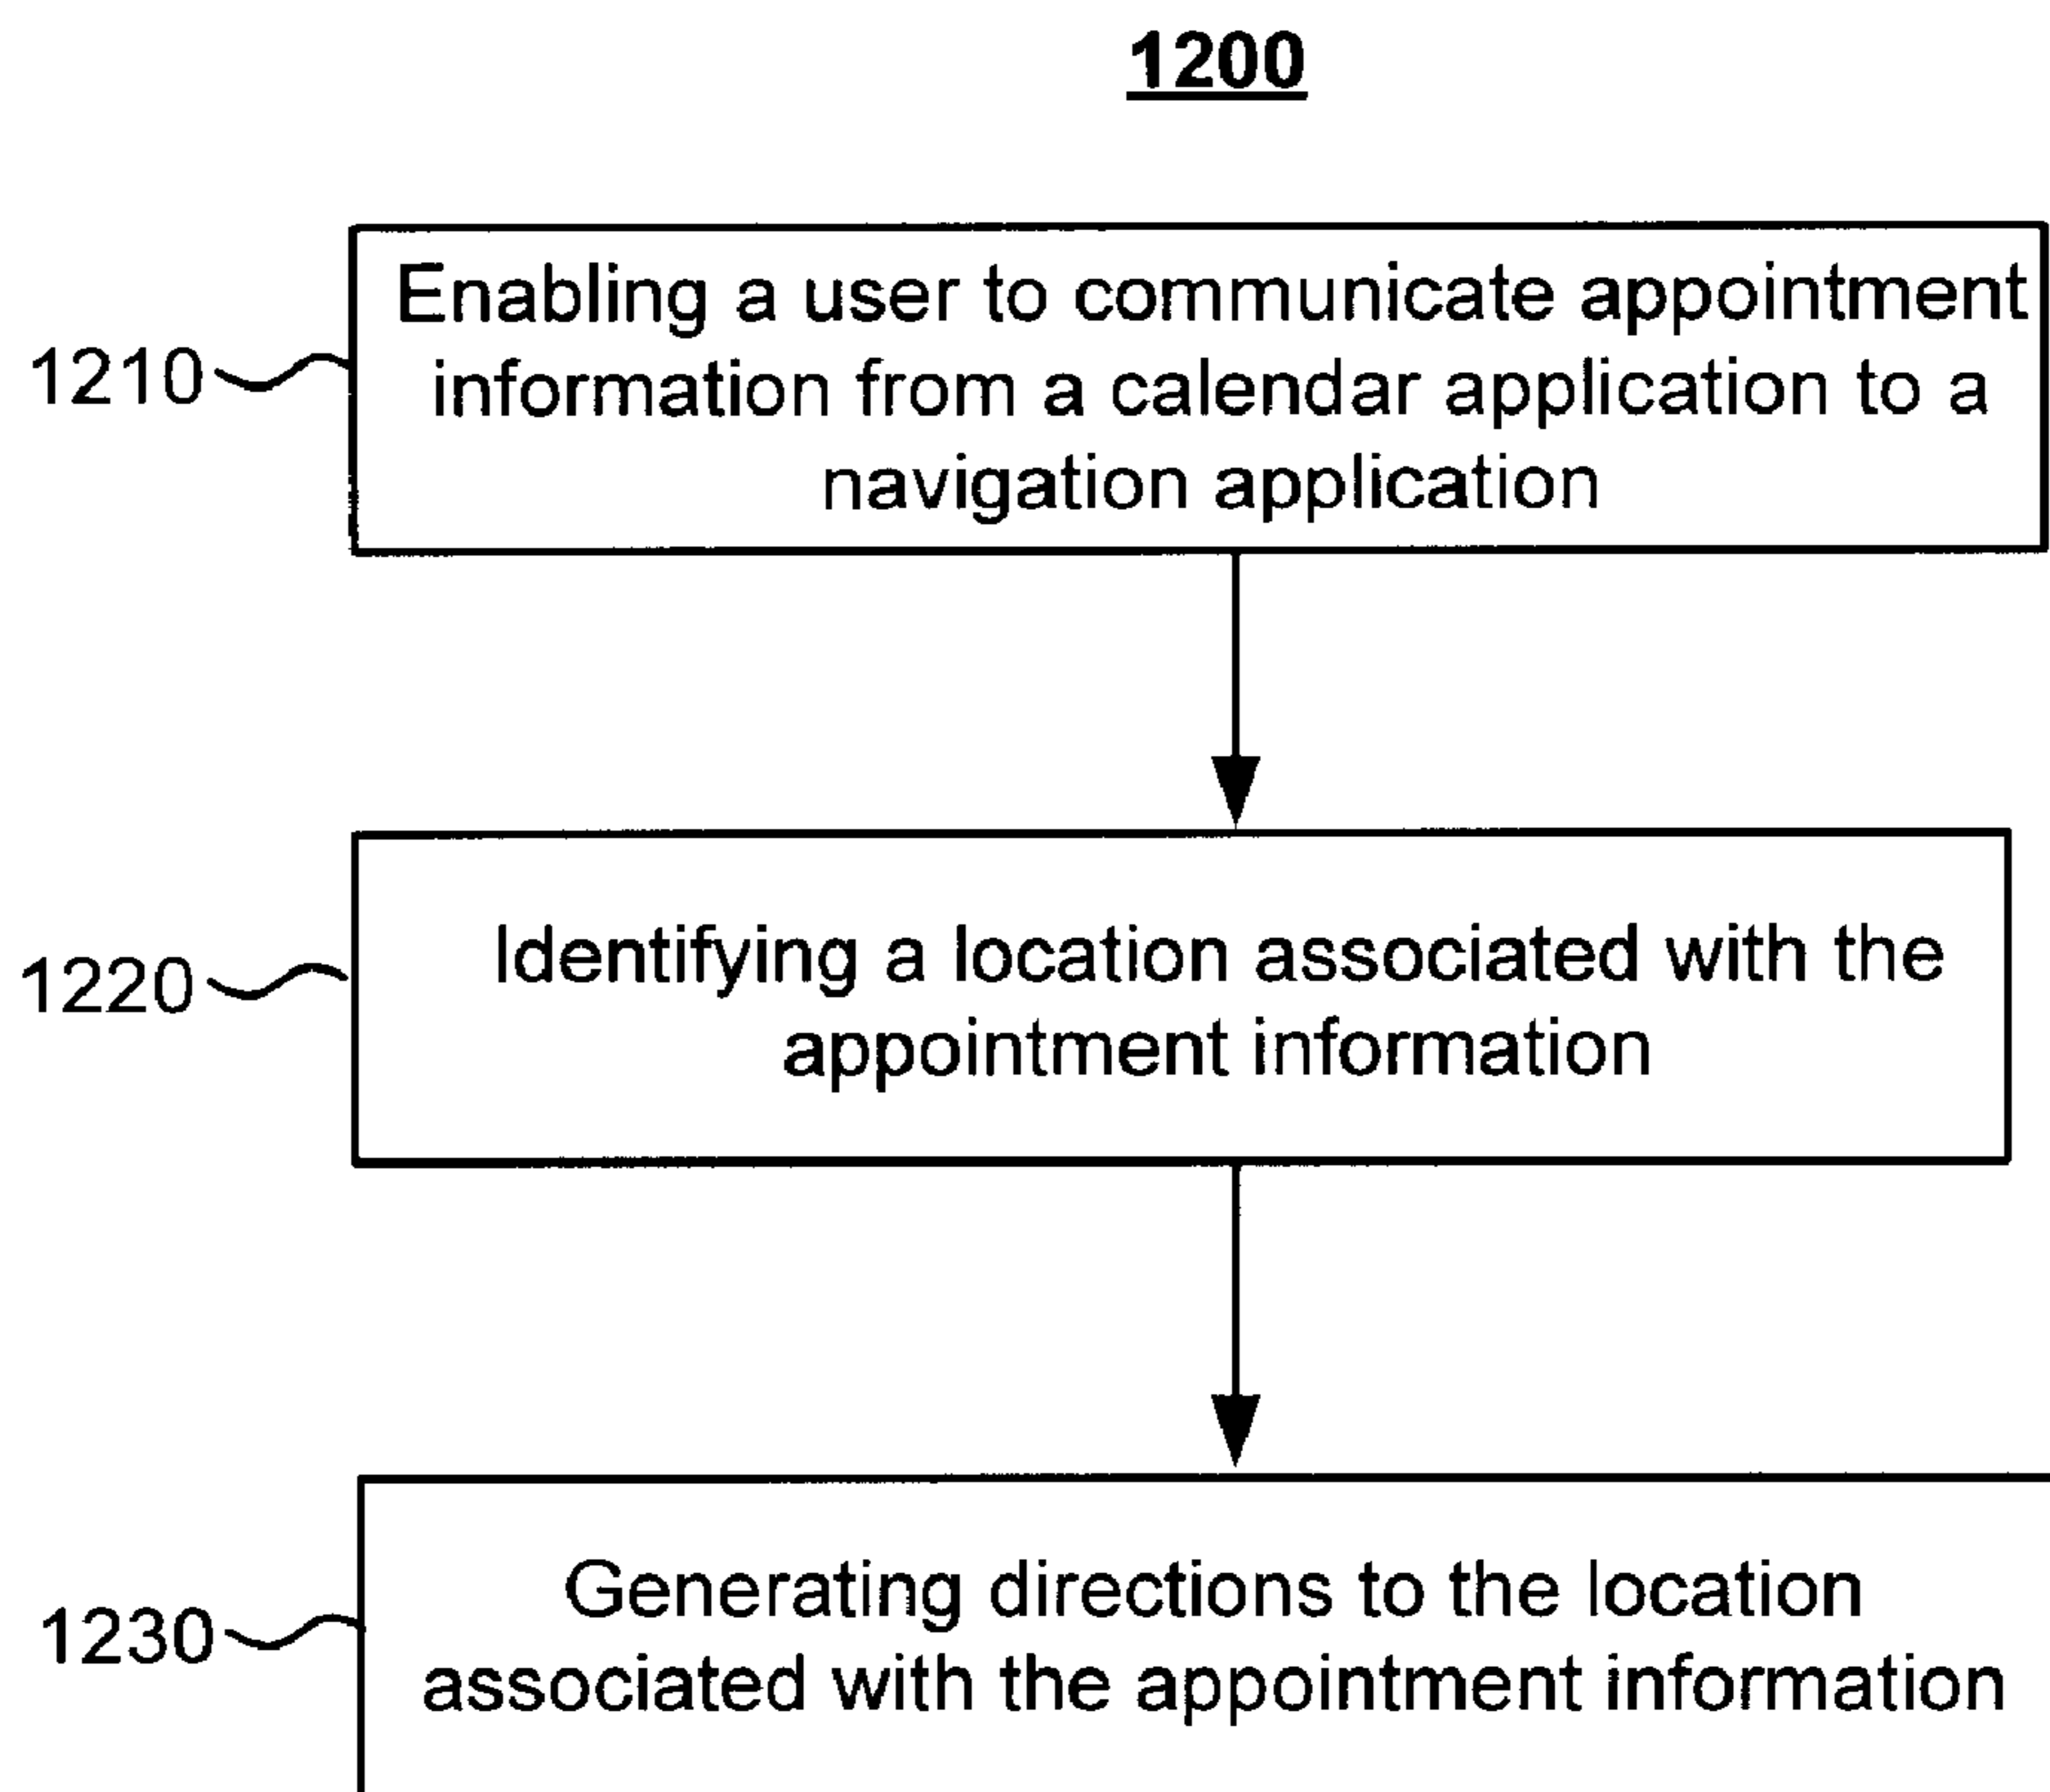 1200
Enabling a user to communicate appointment
1210
information from a calendar application to a
navigation application
Identifying a location associated with the
1220
appointment information
Generating directions to the location
1230
associated with the appointment information